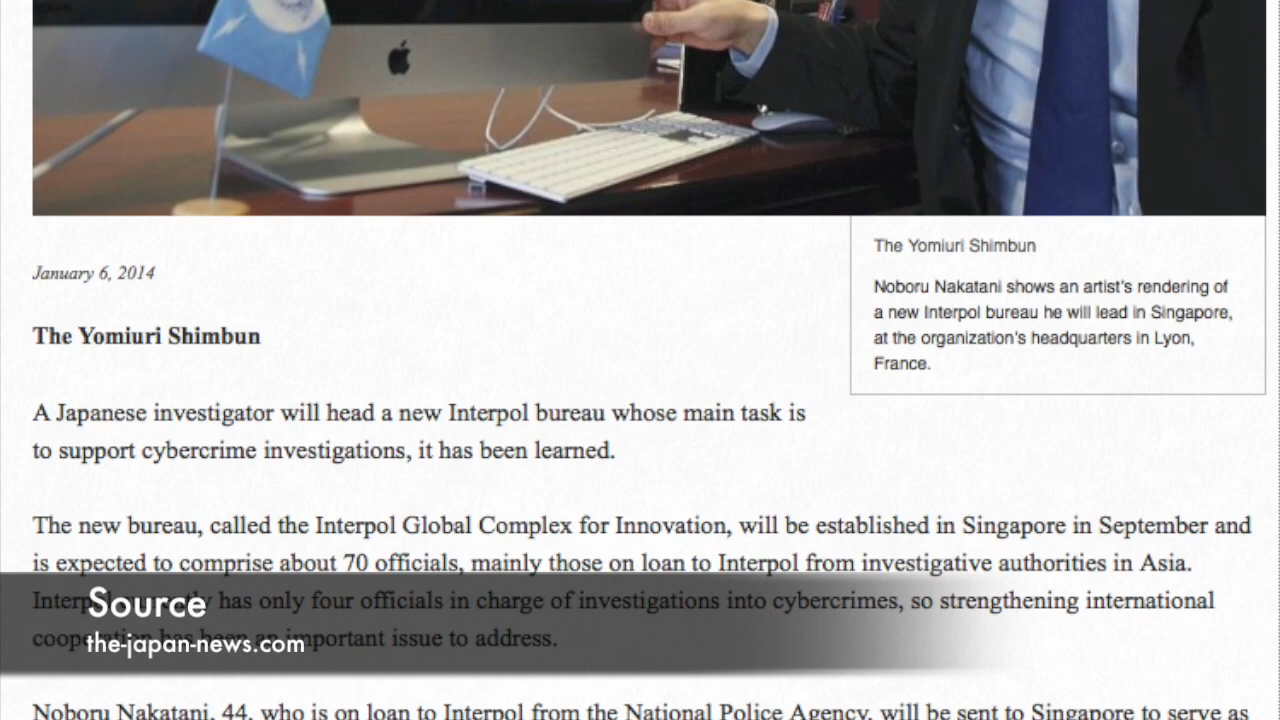 The Yomiuri Shimbun
Noboru Nakatani shows an artist's rendering of
a new Interpol bureau he will lead in Singapore,
at the organization's headquarters in Lyon,
France.
January 6, 2014
The Yomiuri Shimbun
A Japanese investigator will head a new Interpol bureau whose main task is
to support cybercrime investigations, it has been learned.
The new bureau, called the Interpol Global Complex for Innovation, will be established in Singapore in September and
is expected to comprise about 70 officials, mainly those on loan to Interpol from investigative authorities in Asia.
has only four officials in charge of investigations into cybercrimes, so strengthening international
important issue to address.
Source
the-japan-news.com
Noboru Nakatani, 44, who is on loan to Interpol from the National Police Agency, will be sent to Singapore to serve as